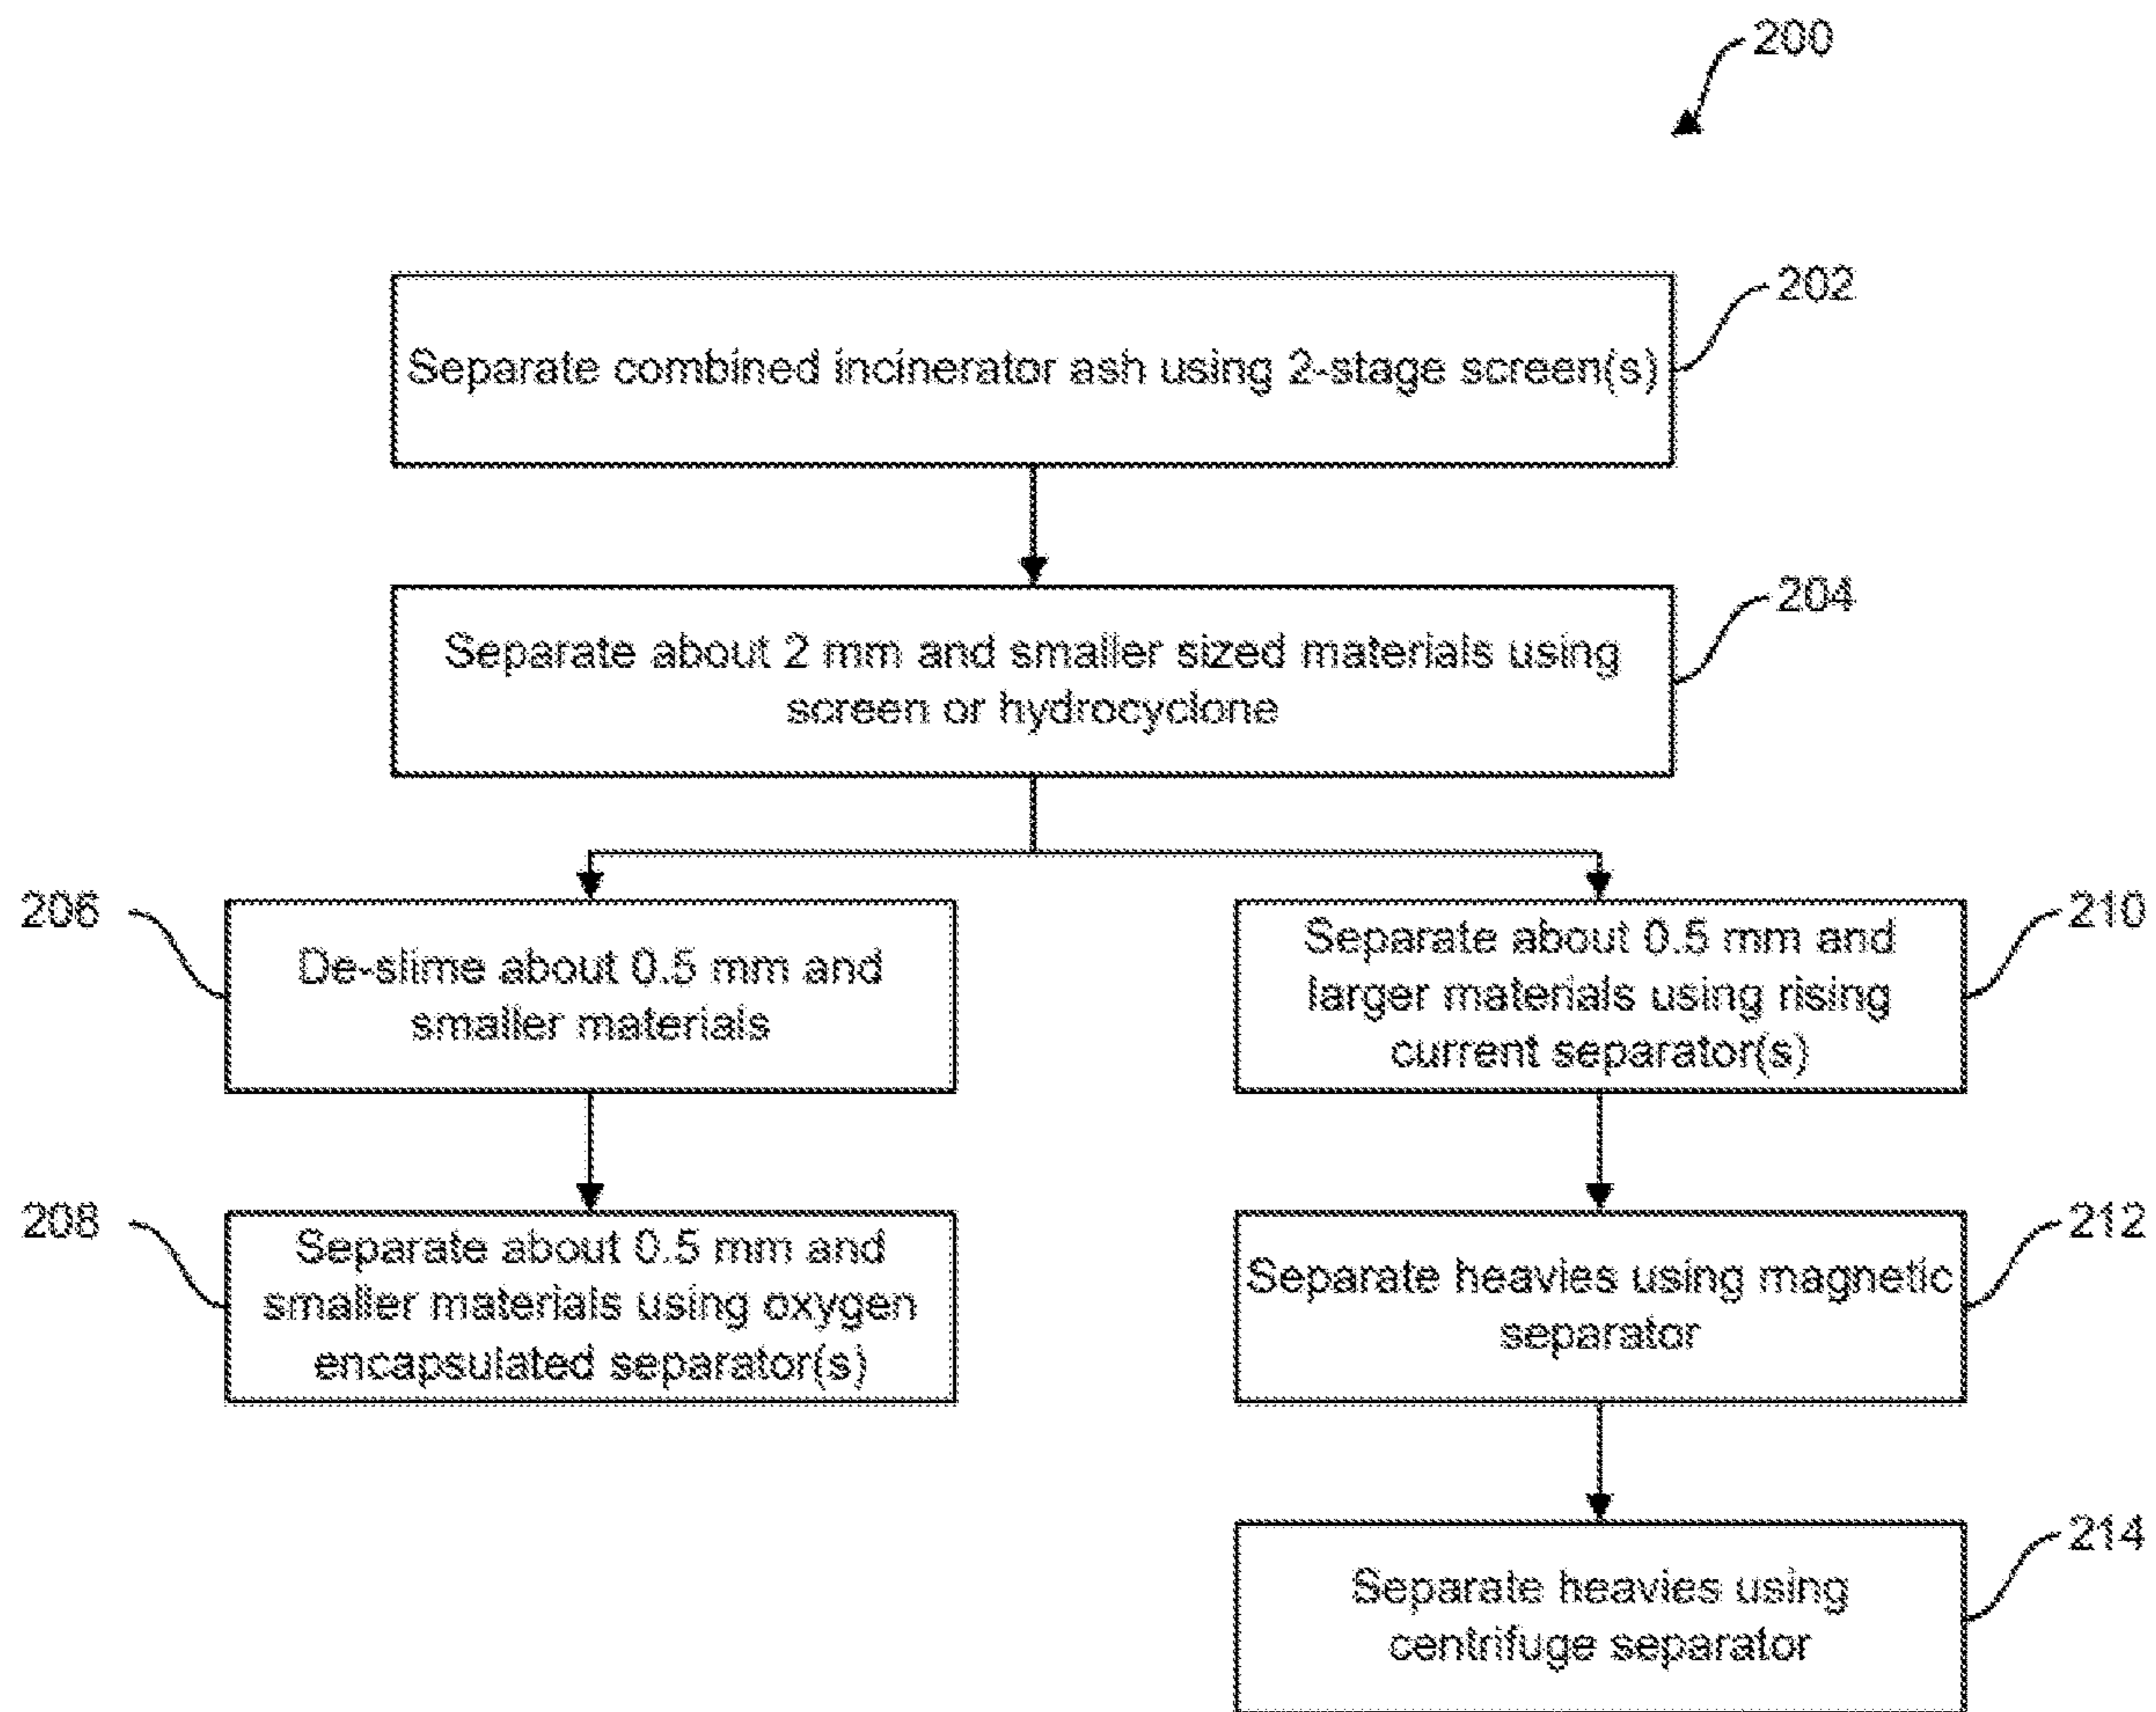 200
202
Separate combined incinerator ash using 2-stage screen(s)
204
Separate about 2 mm and smaller sized materials using
screen or hydrocyclone
206
De-slime about 0.5 mm and
smaller materials
210
Separate about 0.5 mm and
larger materials using rising
current separator(s)
208
Separate about 0.5 mm and
smaller materials using oxygen
encapsulated separator(s)
212
Separate heavies using magnetic
separator
214
Separate heavies using
centrifuge separator